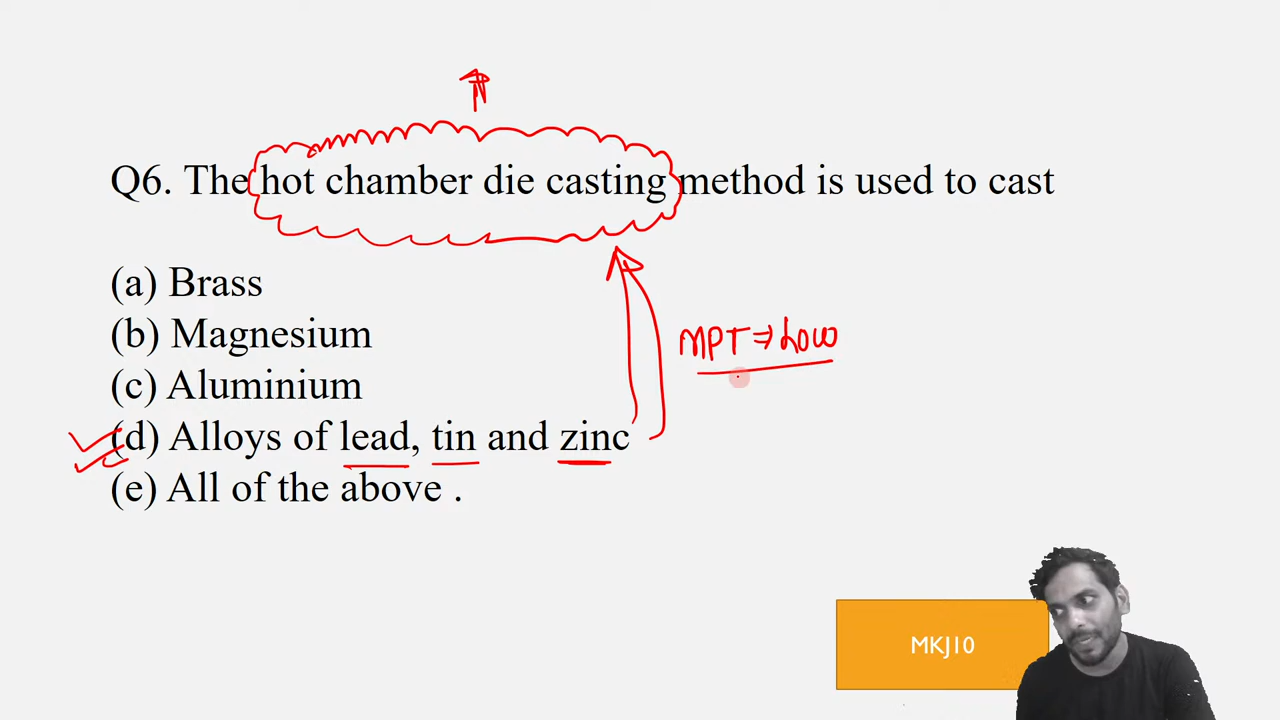 Q6. The hot chamber die casting method is used to cast
(a) Brass
(b) Magnesium
MPT ⇒ Low
(c) Aluminium
(d) Alloys of lead, tin and zinc
(e) All of the above .
MKJ10